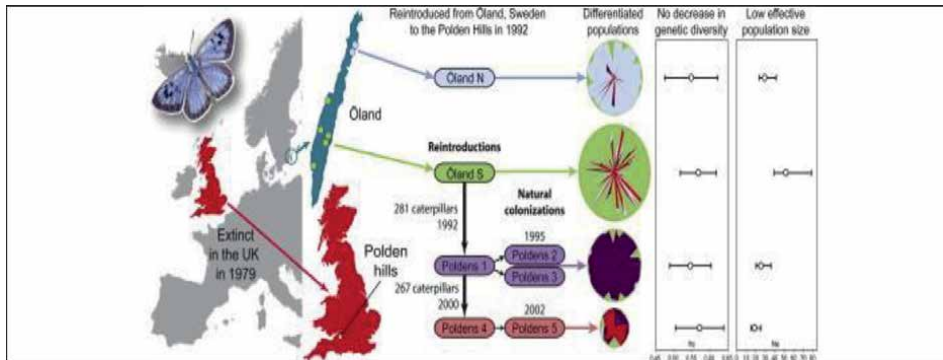 Reintroduced from Öland, Sweden
to the Polden Hills in 1992
Differentiated
populations
No decrease in
genetic diversity
Low effective
population size
Öland N
Öland
Reintroductions
Öland S
281 caterpillars
1992
Natural
colonizations
1995
Extinct
in the UK
in 1979
Polden
hills
Poldens 1
Poldens 2
Poldens 3
267 caterpillars
2000
2002
Poldens 4
Poldens 5